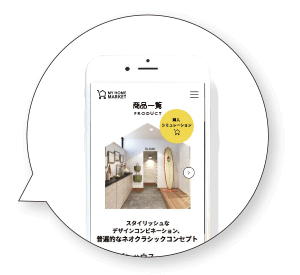 MY HOME
MARKET
商品一覧
PRODUCT
購入
シミュレーション
スタイリッシュな
デザインコンビネーション、
普遍的なネオクラシックコンセプト